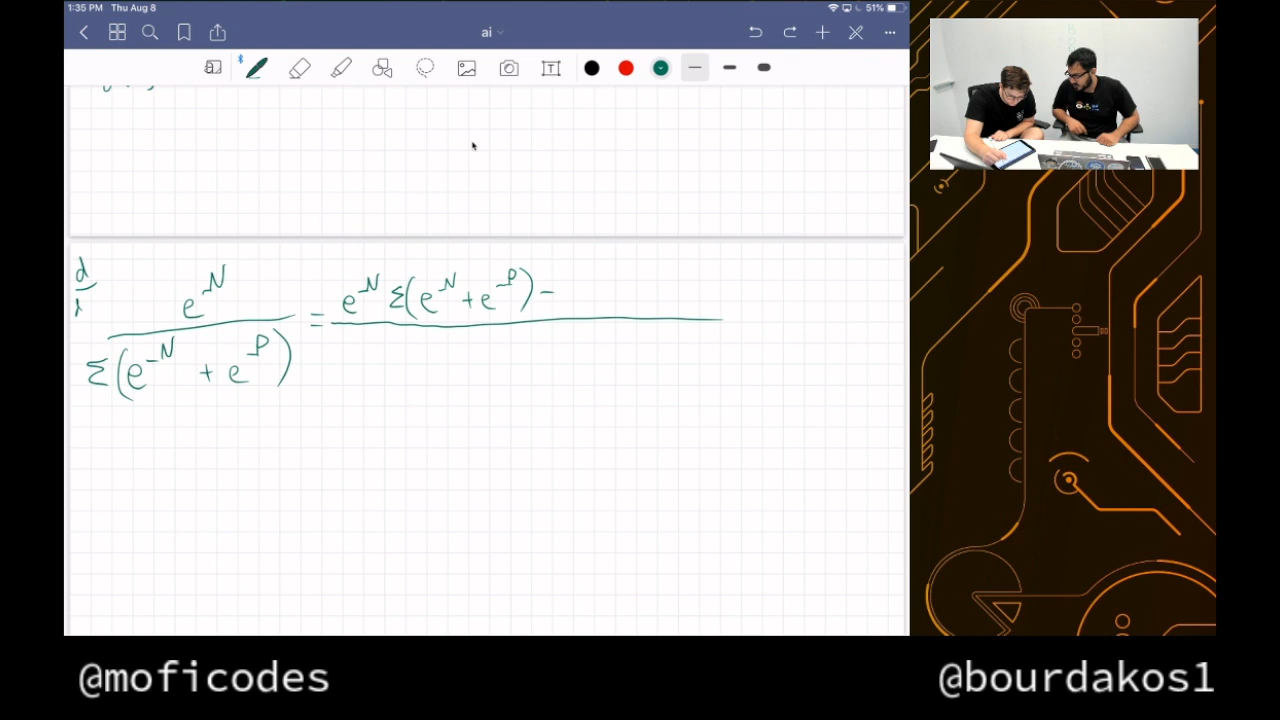 1:35 PM Thu Aug 8
51%
ai
T
d
e^-N = e^-N Σ(e^-N + e^-P) -
Σ(e^-N + e^-P)
@moficodes
@bourdakos1